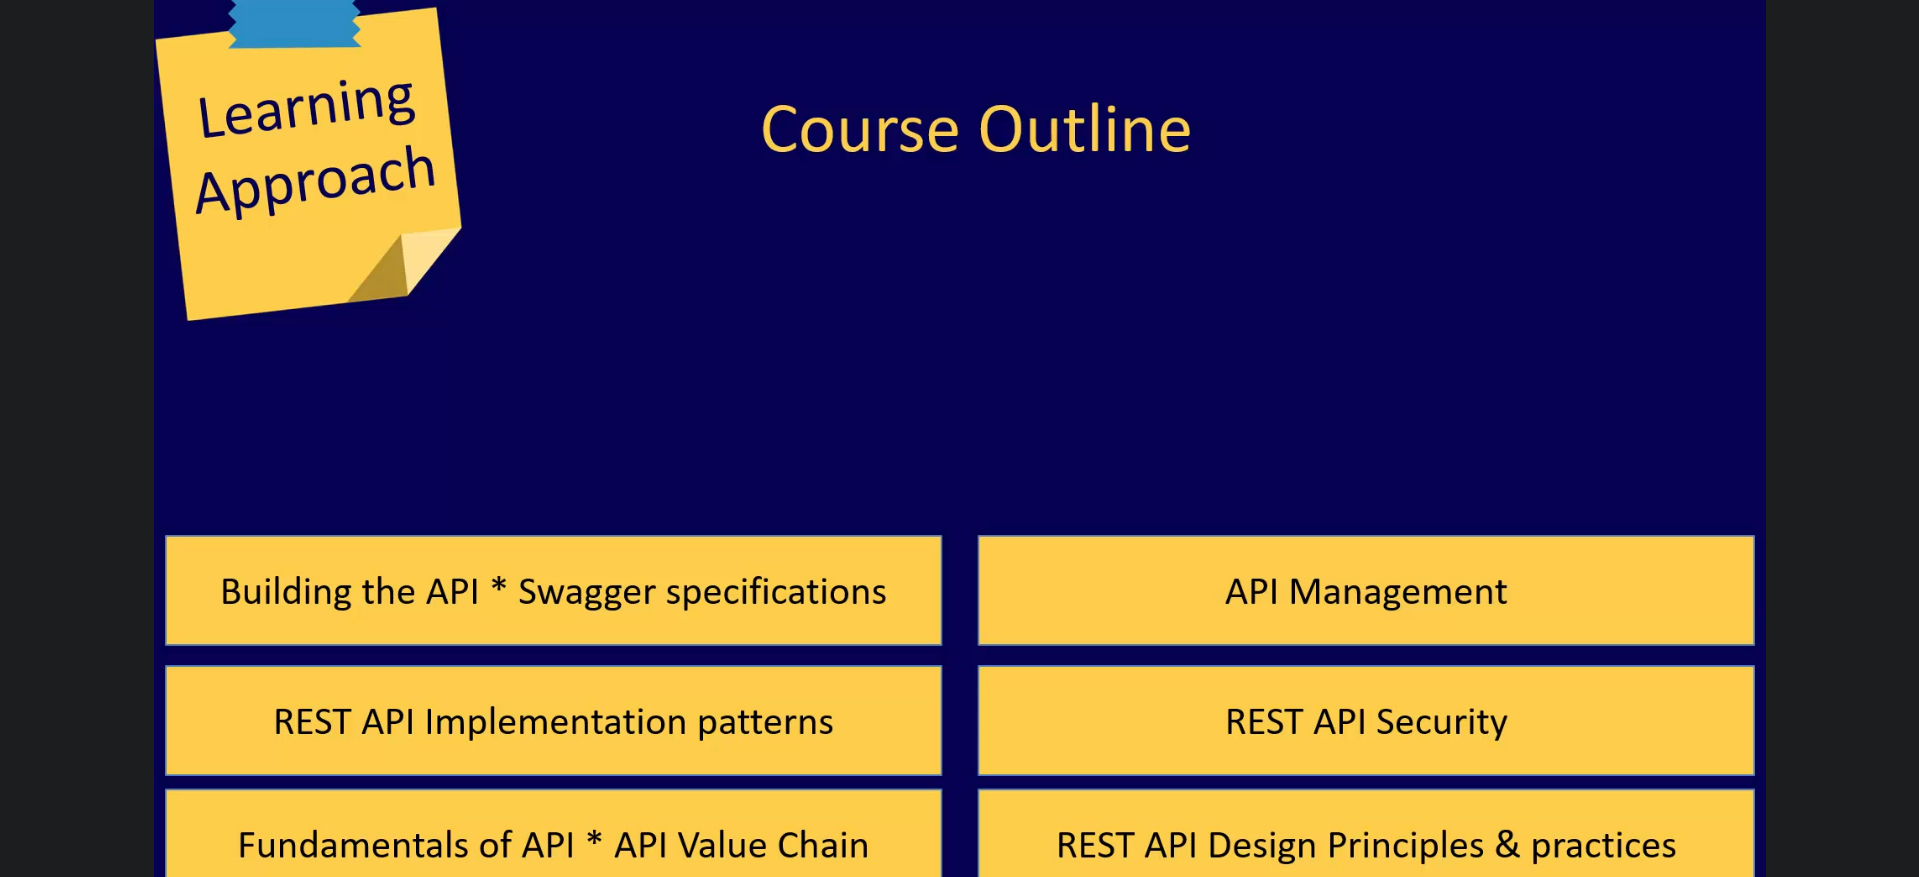 Learning
Approach
Course Outline
Building the API * Swagger specifications
API Management
REST API Implementation patterns
REST API Security
Fundamentals of API * API Value Chain
REST API Design Principles & practices